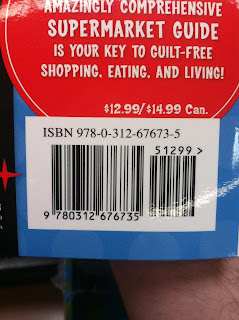 AMAZINGLY COMPREHENSIVE
SUPERMARKET GUIDE
IS YOUR KEY TO GUILT-FREE
SHOPPING, EATING, AND LIVING!
$12.99/$14.99 Can.
ISBN 978-0-312-67673-5
51299 >
9 780312 676735